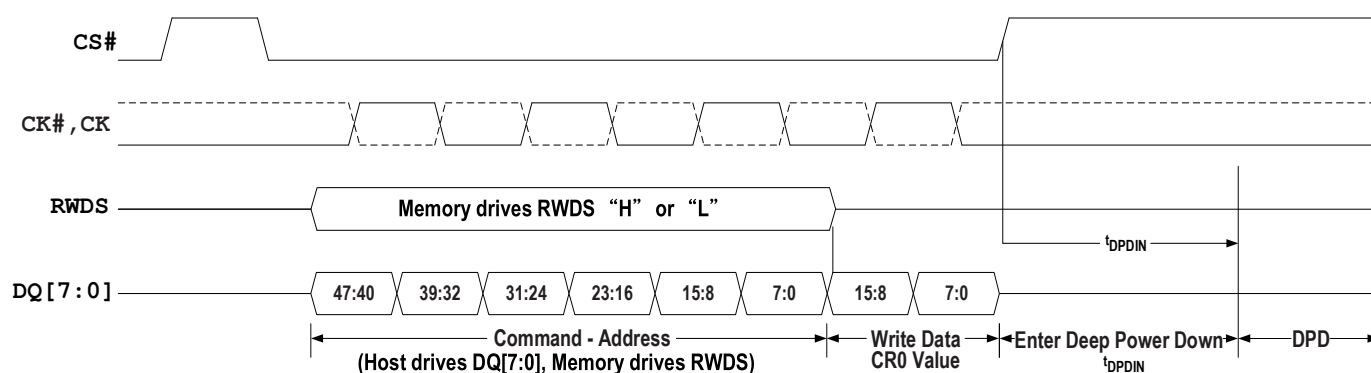 CS#
CK#,CK
RWDS
Memory drives RWDS “H” or “L”
tDPDIN
DQ[7:0]
47:40 39:32 31:24 23:16 15:8 7:0 15:8 7:0
Command - Address Write Data Enter Deep Power Down DPD
(Host drives DQ[7:0], Memory drives RWDS) CR0 Value tDPDIN